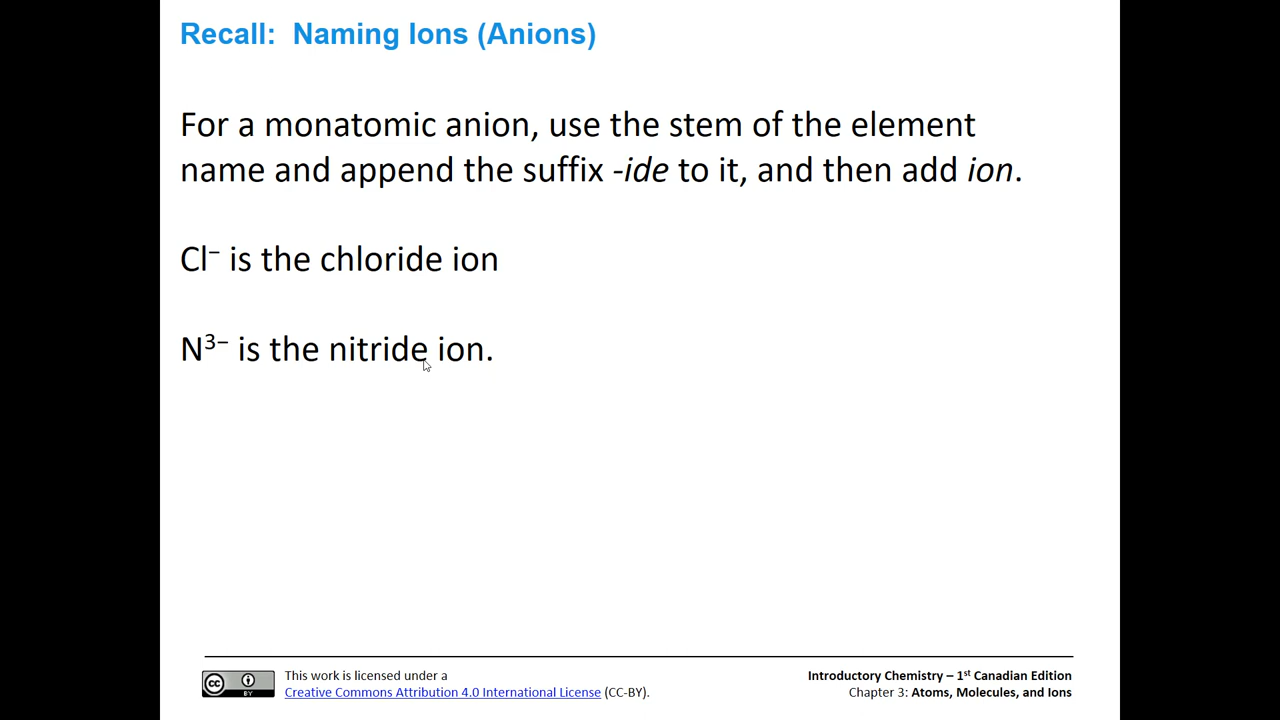 Recall:  Naming Ions (Anions)
For a monatomic anion, use the stem of the element
name and append the suffix -ide to it, and then add ion.
Cl⁻ is the chloride ion
N³⁻ is the nitride ion.
cc BY
This work is licensed under a
Creative Commons Attribution 4.0 International License (CC-BY).
Introductory Chemistry – 1st Canadian Edition
Chapter 3: Atoms, Molecules, and Ions